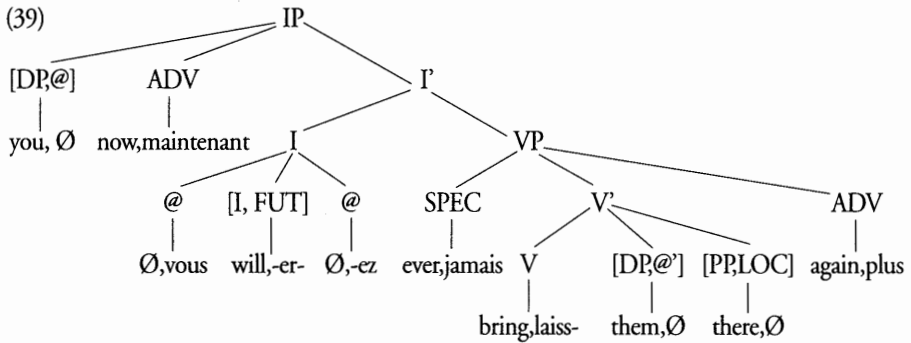 (39) IP
[DP,@] ADV I'
you, Ø now,maintenant I VP
@ [I, FUT] @ SPEC V' ADV
Ø,vous will,-er- Ø,-ez ever,jamais V [DP,@'] [PP,LOC] again,plus
bring,laiss- them,Ø there,Ø